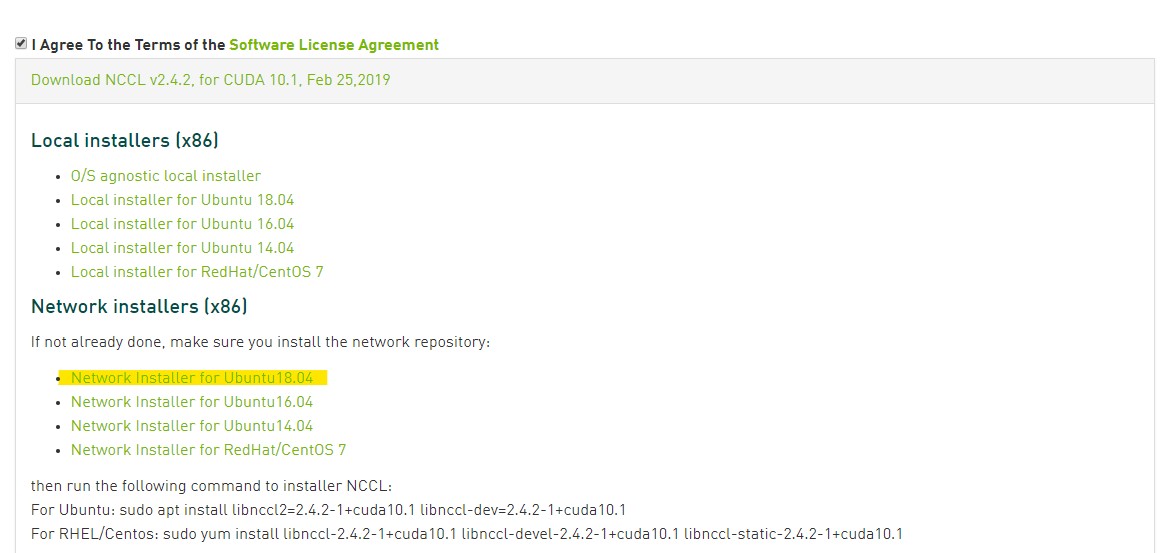 I Agree To the Terms of the Software License Agreement
Download NCCL v2.4.2, for CUDA 10.1, Feb 25,2019
Local installers (x86)
O/S agnostic local installer
Local installer for Ubuntu 18.04
Local installer for Ubuntu 16.04
Local installer for Ubuntu 14.04
Local installer for RedHat/CentOS 7
Network installers (x86)
If not already done, make sure you install the network repository:
Network Installer for Ubuntu18.04
Network Installer for Ubuntu16.04
Network Installer for Ubuntu14.04
Network Installer for RedHat/CentOS 7
then run the following command to installer NCCL:
For Ubuntu: sudo apt install libnccl2=2.4.2-1+cuda10.1 libnccl-dev=2.4.2-1+cuda10.1
For RHEL/Centos: sudo yum install libnccl-2.4.2-1+cuda10.1 libnccl-devel-2.4.2-1+cuda10.1 libnccl-static-2.4.2-1+cuda10.1